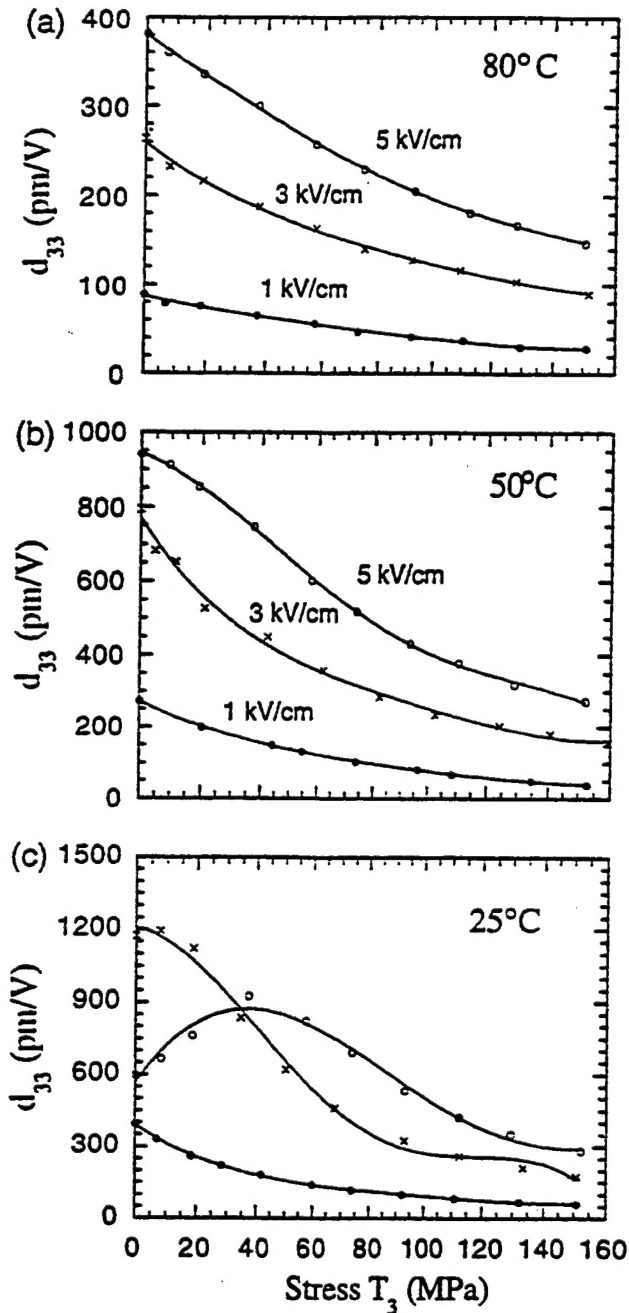 (a)
400
80°C
300
5 kV/cm
200
3 kV/cm
100
1 kV/cm
0
d33 (pm/V)
(b)
1000
50°C
800
600
5 kV/cm
400
3 kV/cm
200
1 kV/cm
0
d33 (pm/V)
(c)
1500
25°C
1200
900
600
300
0
d33 (pm/V)
0 20 40 60 80 100 120 140 160
Stress T3 (MPa)